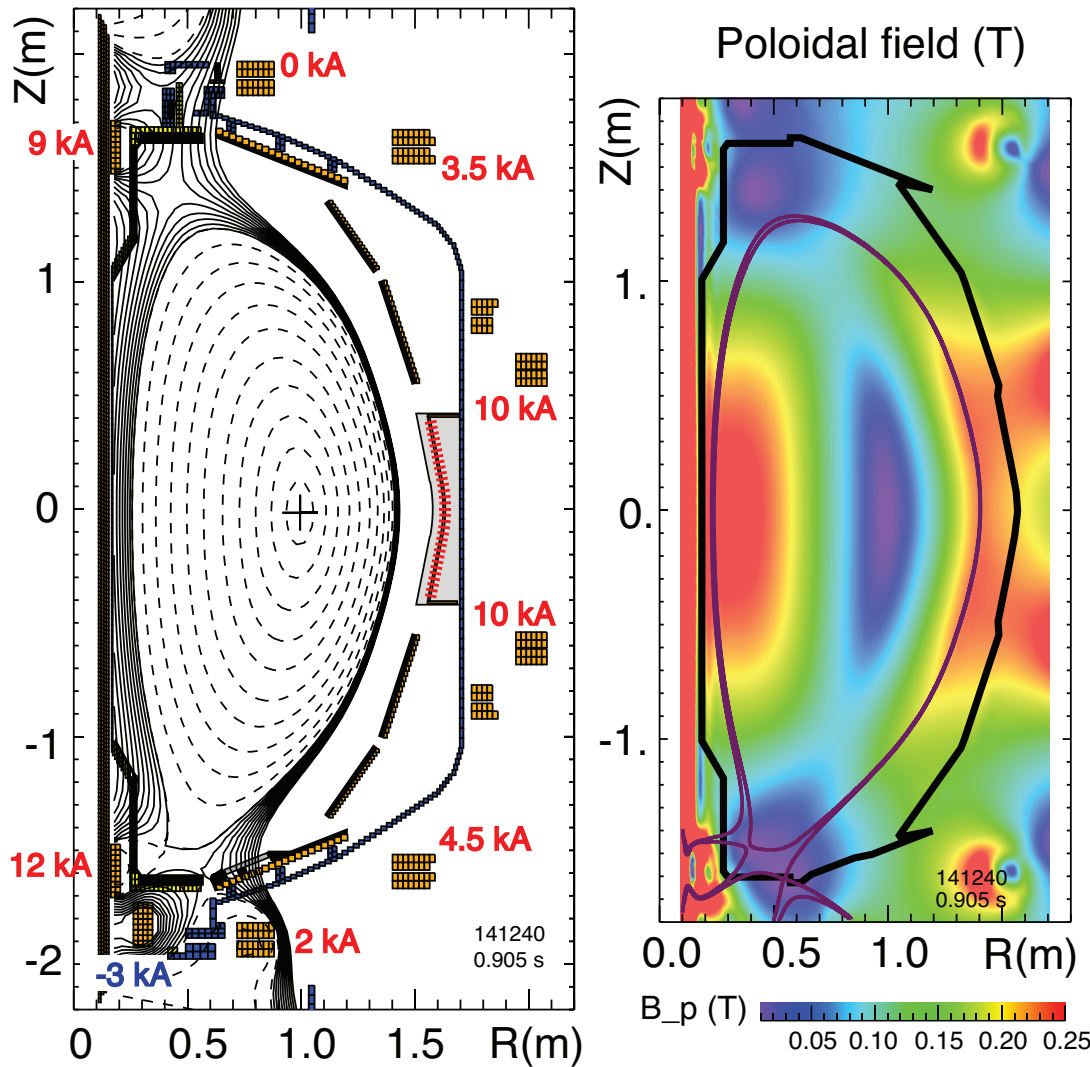 Z(m)
0 kA
9 kA
3.5 kA
1
10 kA
0
10 kA
-1
4.5 kA
12 kA
2 kA
141240
0.905 s
-2
-3 kA
0
0.5
1.0
1.5
R(m)
Poloidal field (T)
Z(m)
1.
0.
-1.
141240
0.905 s
0.0
0.5
1.0
R(m)
B_p (T)
0.05
0.10
0.15
0.20
0.25